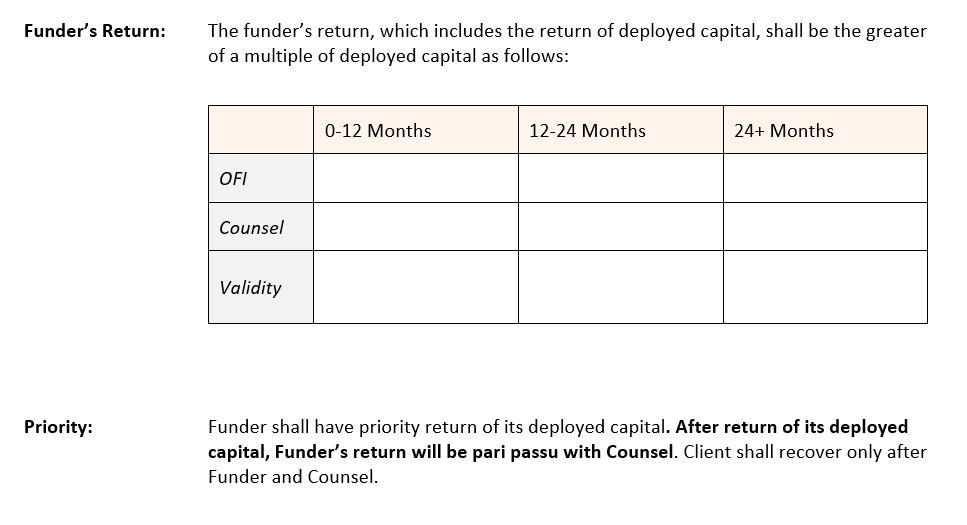 Funder’s Return: The funder’s return, which includes the return of deployed capital, shall be the greater
of a multiple of deployed capital as follows:
0-12 Months 12-24 Months 24+ Months
OFI
Counsel
Validity
Priority: Funder shall have priority return of its deployed capital. After return of its deployed
capital, Funder’s return will be pari passu with Counsel. Client shall recover only after
Funder and Counsel.